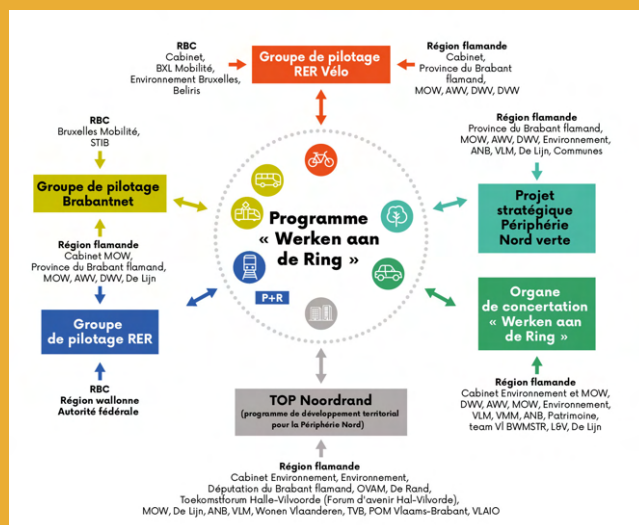 RBC
Cabinet,
BXL Mobilité,
Environnement Bruxelles,
Beliris
Groupe de pilotage
RER Vélo
Région flamande
Cabinet,
Province du Brabant
flamand,
MOW, AWV, DWV, DVW
RBC
Bruxelles Mobilité,
STIB
Groupe de pilotage
Brabantnet
Région flamande
Cabinet MOW,
Province du Brabant flamand,
MOW, AWV, DWV, De Lijn
Groupe
de pilotage RER
RBC
Région wallonne
Autorité fédérale
Programme
« Werken aan
de Ring »
P+R
Région flamande
Province du Brabant flamand,
MOW, AWV, DWV, Environnement,
ANB, VLM, De Lijn, Communes
Projet
stratégique
Périphérie
Nord verte
Organe
de concertation
« Werken aan
de Ring »
Région flamande
Cabinet Environnement et MOW,
DWV, AWV, MOW, Environnement,
VLM, VMM, ANB, Patrimoine,
team Vl BWMSTR, L&V, De Lijn
TOP Noordrand
(programme de développement territorial
pour la Périphérie Nord)
Région flamande
Cabinet Environnement, Environnement,
Députation du Brabant flamand, OVAM, De Rand,
Toekomstforum Halle-Vilvoorde (Forum d'avenir Hal-Vilvorde),
MOW, De Lijn, ANB, VLM, Wonen Vlaanderen, TVB, POM Vlaams-Brabant, VLAIO